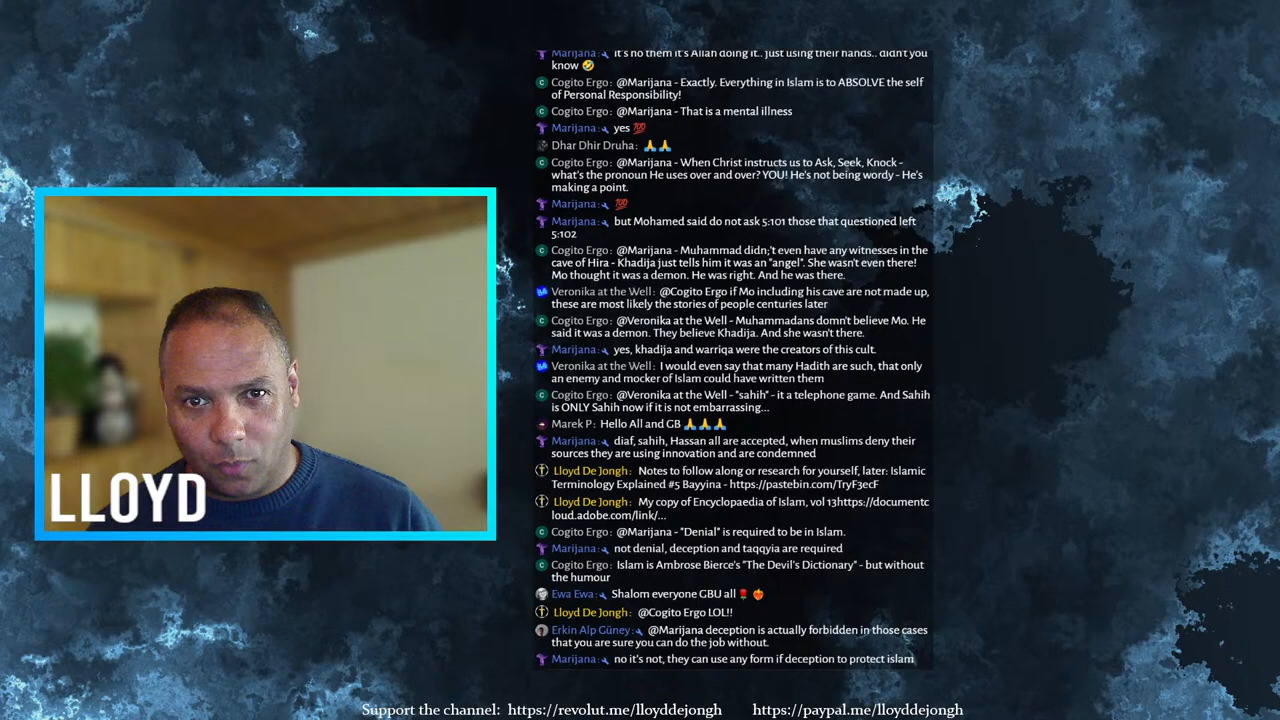 Marijana: it's no them it's Allah doing it.. just using their hands.. didn't you
know 🤣
Cogito Ergo: @Marijana - Exactly. Everything in Islam is to ABSOLVE the self
of Personal Responsibility!
Cogito Ergo: @Marijana - That is a mental illness
Marijana: yes 💯
Dhar Dhir Druha: 🙏🙏
Cogito Ergo: @Marijana - When Christ instructs us to Ask, Seek, Knock -
what's the pronoun He uses over and over? YOU! He's not being wordy - He's
making a point.
Marijana: 💯
Marijana: but Mohamed said do not ask 5:101 those that questioned left
5:102
Cogito Ergo: @Marijana - Muhammad didn;'t even have any witnesses in the
cave of Hira - Khadija just tells him it was an "angel". She wasn't even there!
Mo thought it was a demon. He was right. And he was there.
Veronika at the Well: @Cogito Ergo if Mo including his cave are not made up,
these are most likely the stories of people centuries later
Cogito Ergo: @Veronika at the Well - Muhammadans domn't believe Mo. He
said it was a demon. They believe Khadija. And she wasn't there.
Marijana: yes, khadija and warriqa were the creators of this cult.
Veronika at the Well: I would even say that many Hadith are such, that only
an enemy and mocker of Islam could have written them
Cogito Ergo: @Veronika at the Well - "sahih" - it a telephone game. And Sahih
is ONLY Sahih now if it is not embarrassing...
Marek P: Hello All and GB 🙏🙏🙏
Marijana: diaf, sahih, Hassan all are accepted, when muslims deny their
sources they are using innovation and are condemned
Lloyd De Jongh: Notes to follow along or research for yourself, later: Islamic
Terminology Explained #5 Bayyina - https://pastebin.com/TryF3ecF
Lloyd De Jongh: My copy of Encyclopaedia of Islam, vol 13https://documentc
loud.adobe.com/link/...
Cogito Ergo: @Marijana - "Denial" is required to be in Islam.
Marijana: not denial, deception and taqqyia are required
Cogito Ergo: Islam is Ambrose Bierce's "The Devil's Dictionary" - but without
the humour
Ewa Ewa: Shalom everyone GBU all 🌹 ❤️‍🔥
Lloyd De Jongh: @Cogito Ergo LOL!!
Erkin Alp Güney: @Marijana deception is actually forbidden in those cases
that you are sure you can do the job without.
Marijana: no it's not, they can use any form if deception to protect islam
LLOYD
Support the channel: https://revolut.me/lloyddejongh https://paypal.me/lloyddejongh